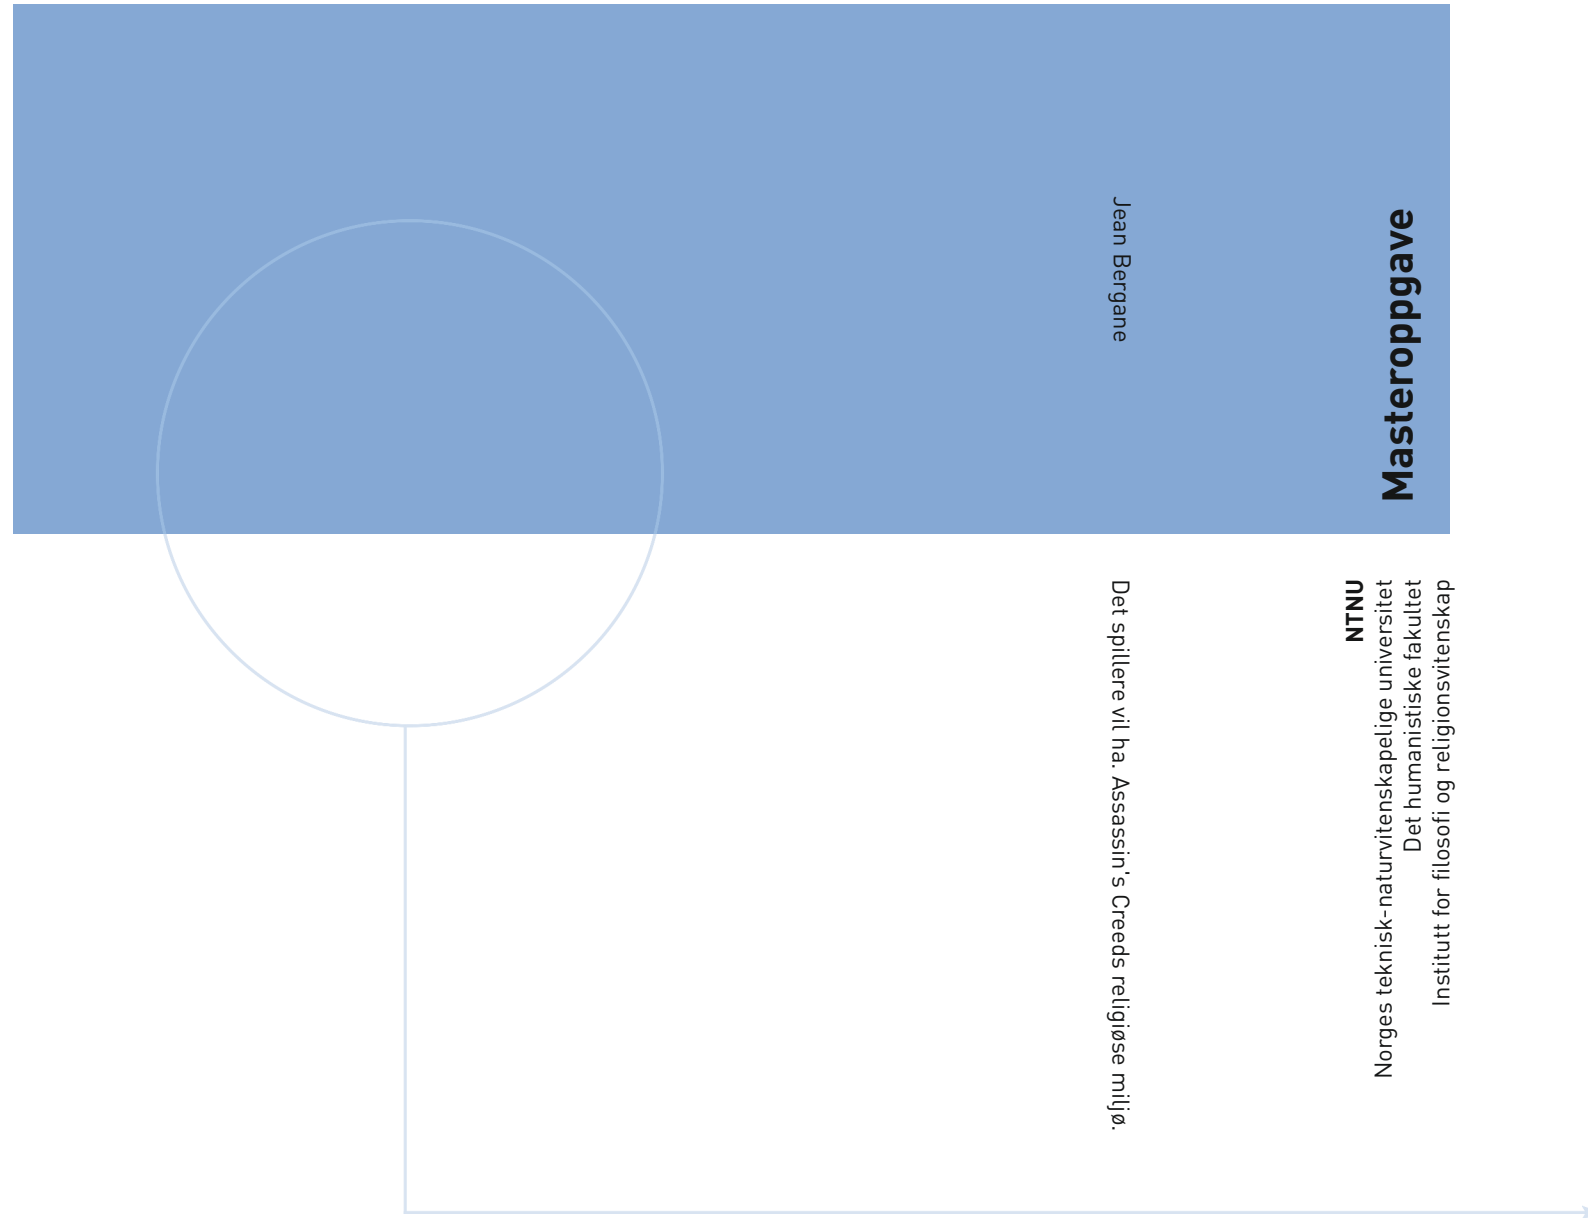 Jean Bergane
Det spillere vil ha. Assassin's Creeds religiøse miljø.
Masteroppgave
NTNU
Norges teknisk-naturvitenskapelige universitet
Det humanistiske fakultet
Institutt for filosofi og religionsvitenskap